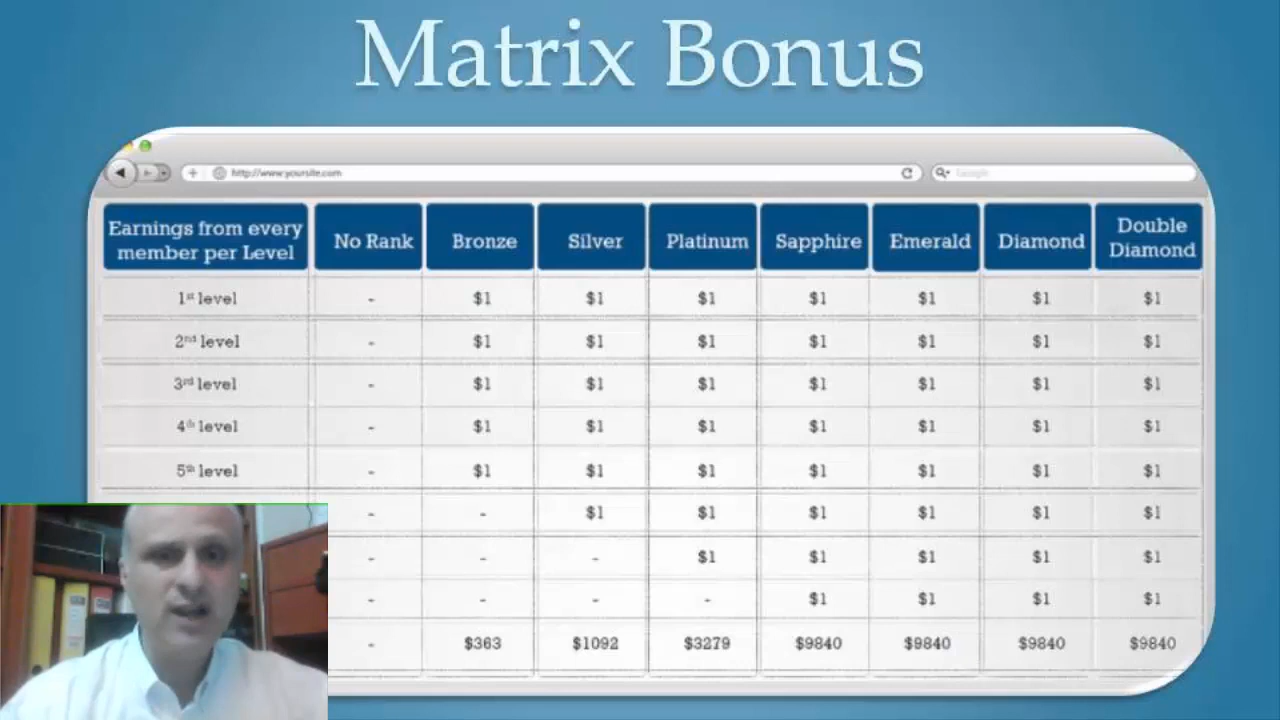 Matrix Bonus
http://www.yoursite.com
Google
Earnings from every member per Level No Rank Bronze Silver Platinum Sapphire Emerald Diamond Double Diamond
1st level - $1 $1 $1 $1 $1 $1 $1
2nd level - $1 $1 $1 $1 $1 $1 $1
3rd level - $1 $1 $1 $1 $1 $1 $1
4th level - $1 $1 $1 $1 $1 $1 $1
5th level - $1 $1 $1 $1 $1 $1 $1
- - $1 $1 $1 $1 $1 $1
- - - $1 $1 $1 $1 $1
- - - - $1 $1 $1 $1
- $363 $1092 $3279 $9840 $9840 $9840 $9840